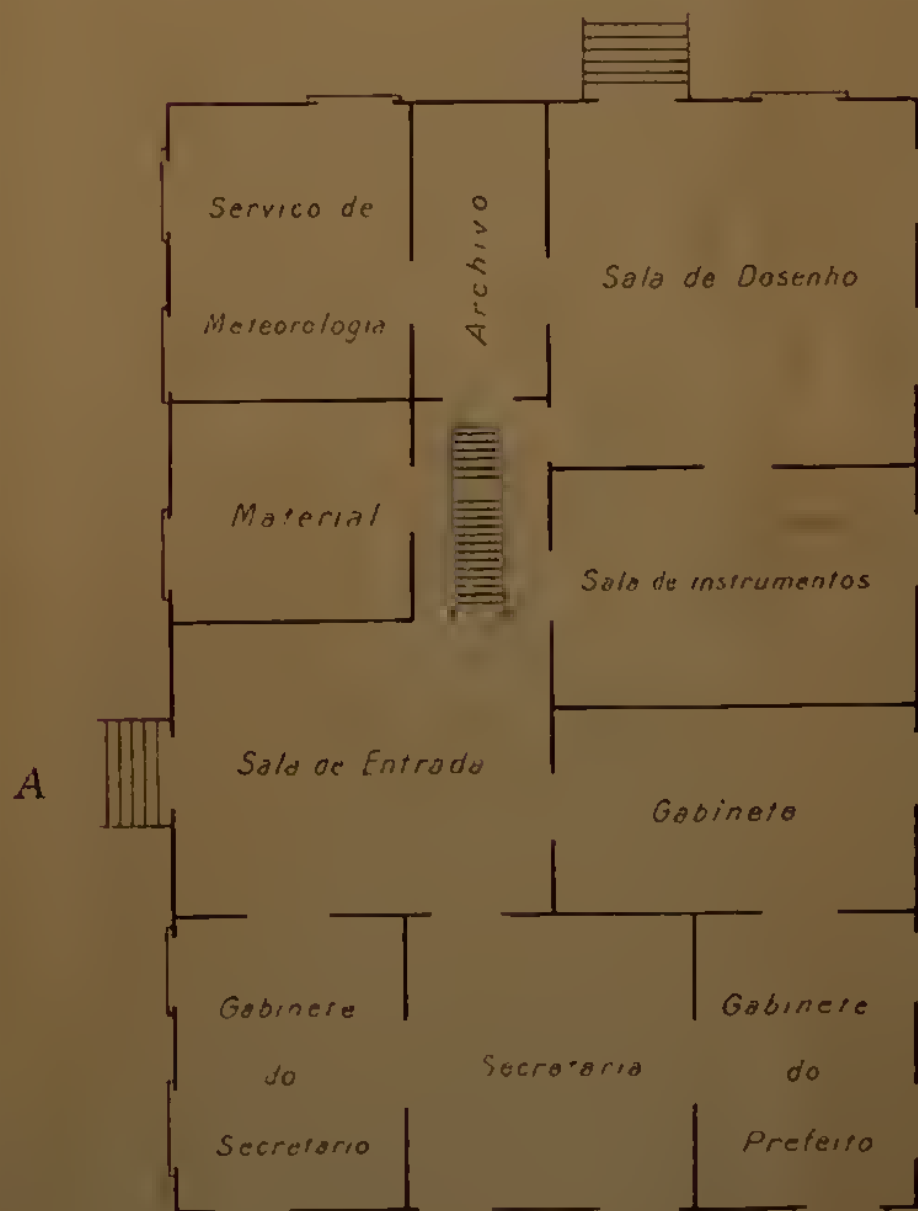 Servico de
Meteorologia
Archivo
Sala de Dosenho
Material
Sala de instrumentos
A
Sala de Entrada
Gabinete
Gabinete
do
Secretario
Secretaria
Gabinete
do
Prefeito